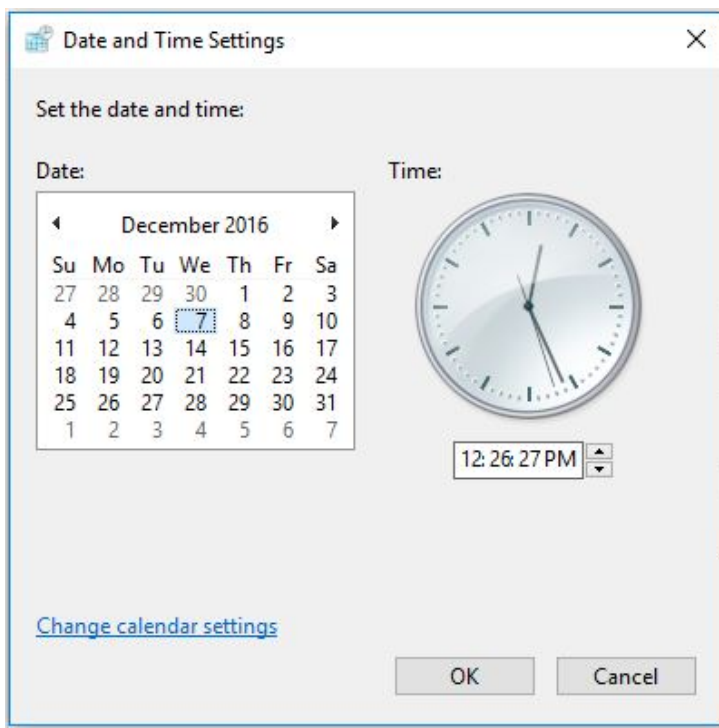 Date and Time Settings
Set the date and time:
Date:
Time:
December 2016
Su Mo Tu We Th Fr Sa
27 28 29 30 1 2 3
4 5 6 7 8 9 10
11 12 13 14 15 16 17
18 19 20 21 22 23 24
25 26 27 28 29 30 31
1 2 3 4 5 6 7
12:26:27 PM
Change calendar settings
OK
Cancel